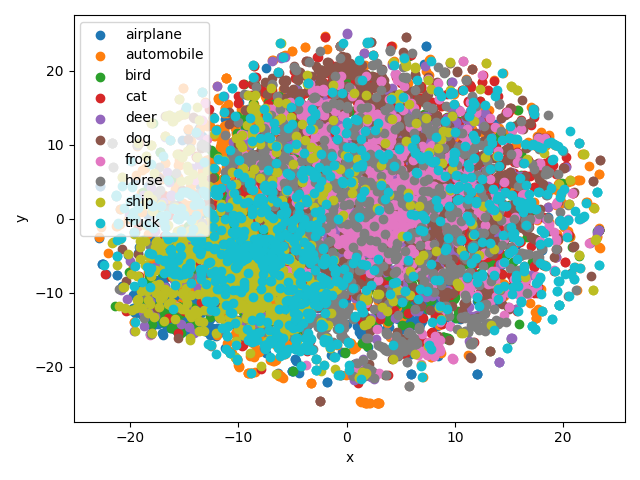 airplane
automobile
bird
cat
deer
dog
frog
horse
ship
truck
20
10
0
−10
−20
y
−20 −10 0 10 20
x